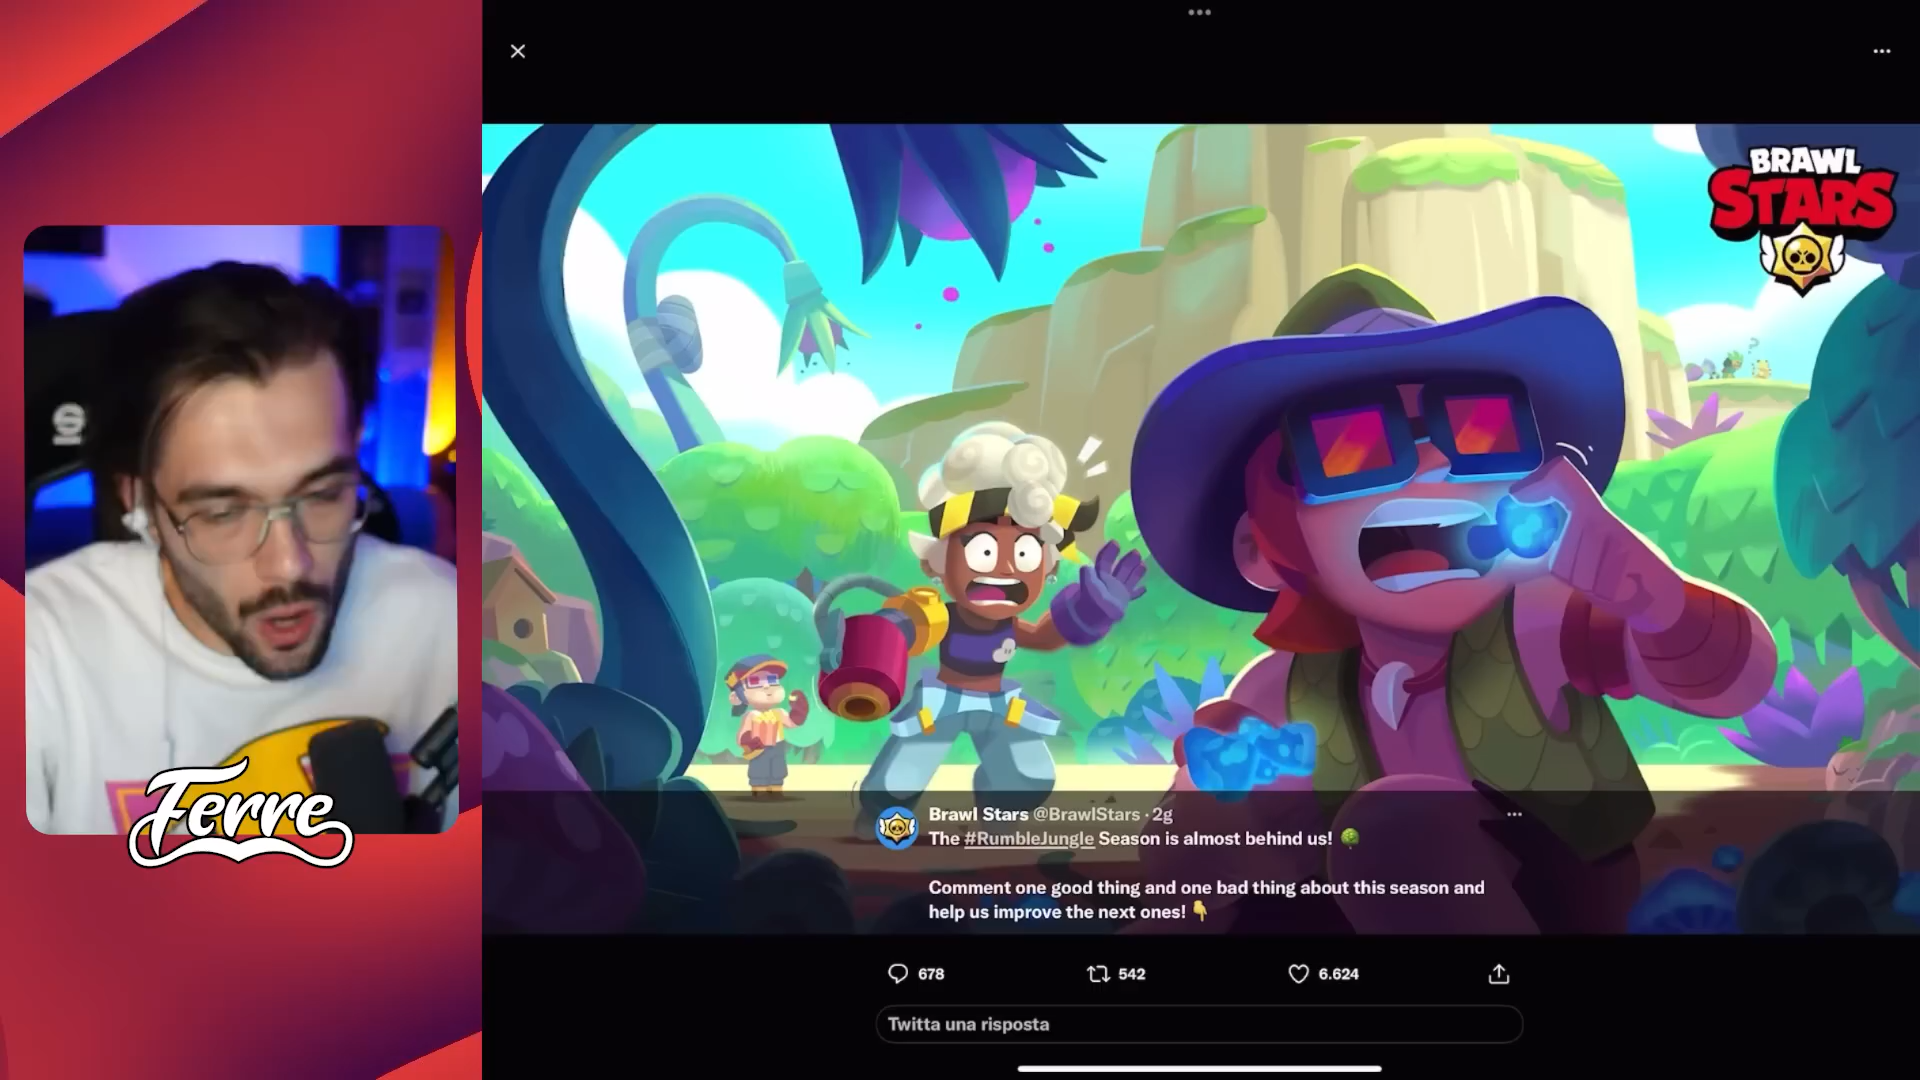 BRAWL
STARS
Ferre
Brawl Stars @BrawlStars · 2g
The #RumbleJungle Season is almost behind us!
Comment one good thing and one bad thing about this season and
help us improve the next ones!
678
542
6.624
Twitta una risposta